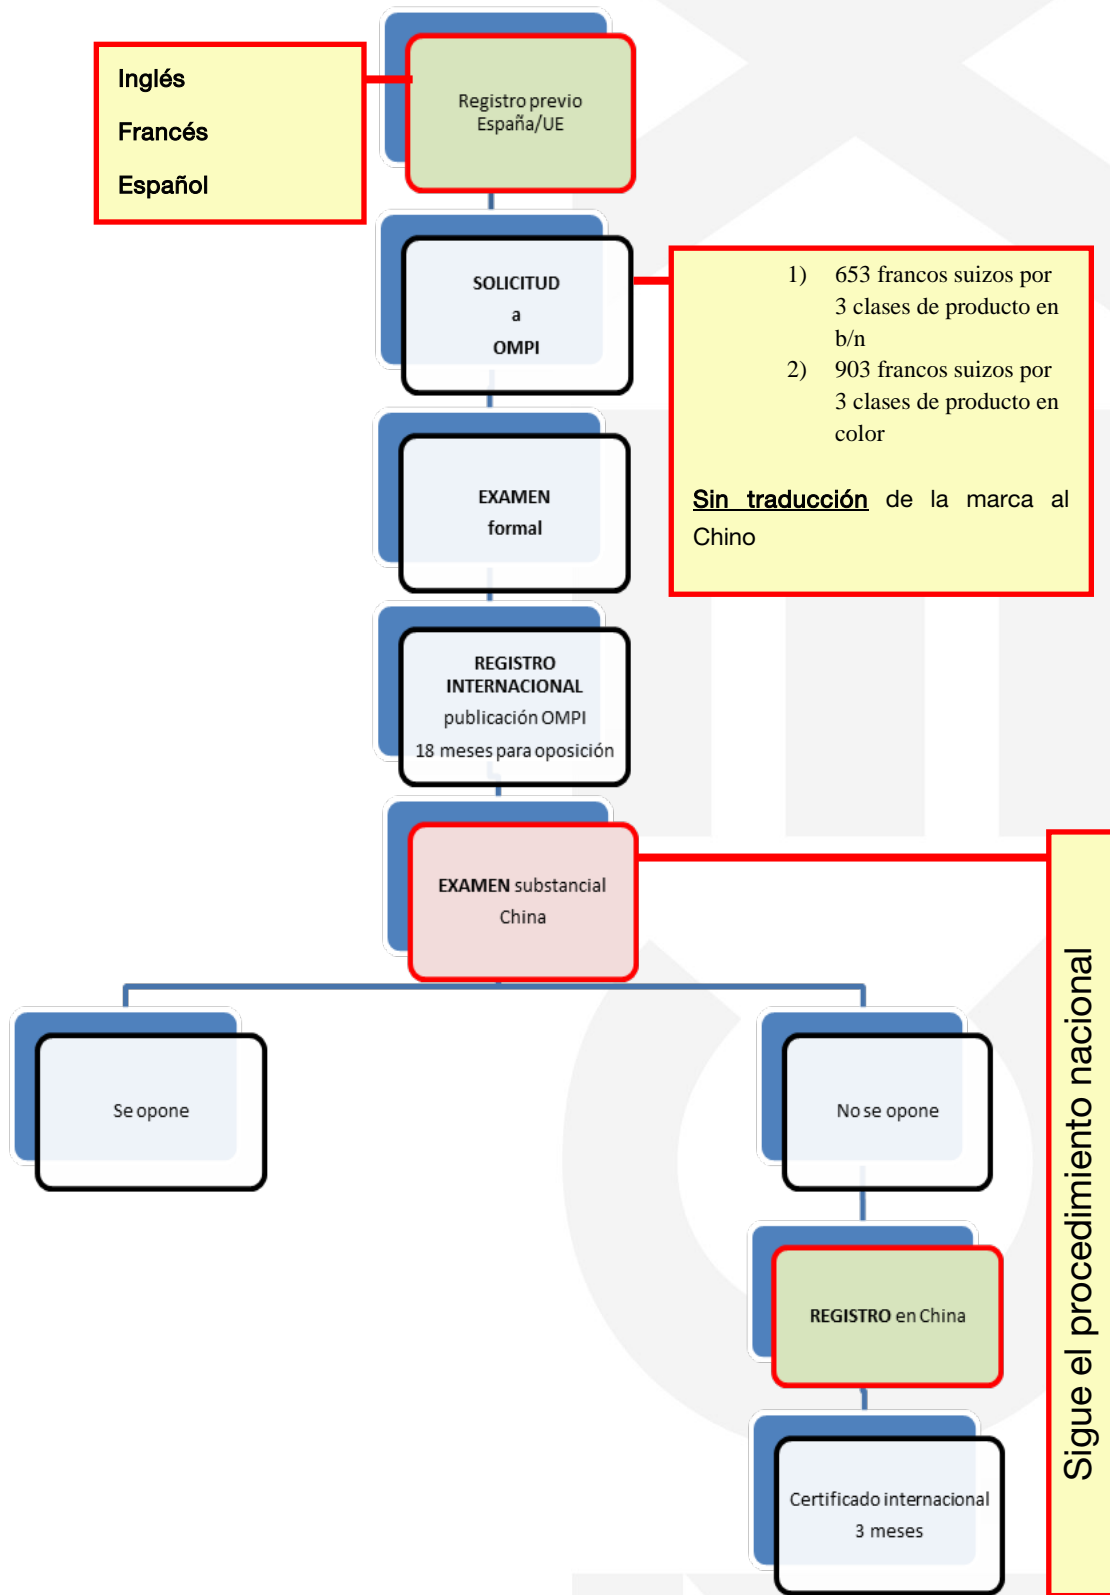 Inglés
Francés
Español
Registro previo
España/UE
SOLICITUD
a
OMPI
1) 653 francos suizos por
3 clases de producto en
b/n
2) 903 francos suizos por
3 clases de producto en
color
Sin traducción de la marca al
Chino
EXAMEN
formal
REGISTRO
INTERNACIONAL
publicación OMPI
18 meses para oposición
EXAMEN substancial
China
Sigue el procedimiento nacional
Se opone
No se opone
REGISTRO en China
Certificado internacional
3 meses